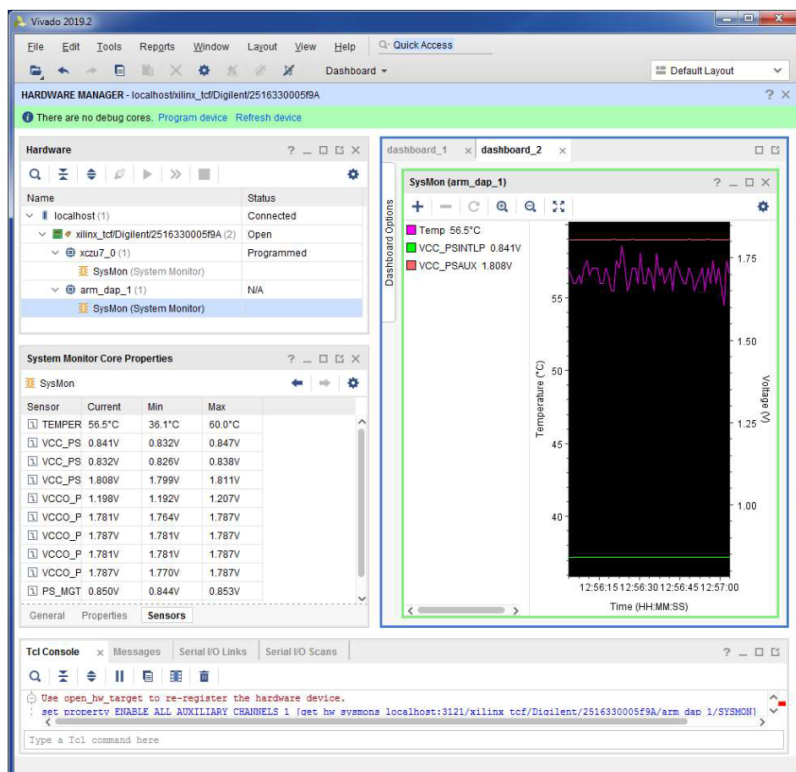 Vivado 2019.2
File Edit Tools Reports Window Layout View Help Quick Access
Dashboard Default Layout
HARDWARE MANAGER - localhost/xilinx_tcf/Digilent/2516330005f9A
There are no debug cores. Program device Refresh device
Hardware
Name Status
localhost (1) Connected
xilinx_tcf/Digilent/2516330005f9A (2) Open
xczu7_0 (1) Programmed
SysMon (System Monitor)
arm_dap_1 (1) N/A
SysMon (System Monitor)
System Monitor Core Properties
SysMon
Sensor Current Min Max
TEMPER 56.5°C 36.1°C 60.0°C
VCC_PS 0.841V 0.832V 0.847V
VCC_PS 0.832V 0.826V 0.838V
VCC_PS 1.808V 1.799V 1.811V
VCCO_P 1.198V 1.192V 1.207V
VCCO_P 1.781V 1.764V 1.787V
VCCO_P 1.787V 1.781V 1.787V
VCCO_P 1.781V 1.781V 1.787V
VCCO_P 1.787V 1.770V 1.787V
PS_MGT 0.850V 0.844V 0.853V
General Properties Sensors
dashboard_1 dashboard_2
Dashboard Options
SysMon (arm_dap_1)
Temp 56.5°C
VCC_PSINTLP 0.841V
VCC_PSAUX 1.808V
Temperature (°C)
55
50
45
40
1.75
1.50
1.25
1.00
Voltage (V)
12:56:15 12:56:30 12:56:45 12:57:00
Time (HH:MM:SS)
Tcl Console Messages Serial I/O Links Serial I/O Scans
Use open_hw_target to re-register the hardware device.
set_property ENABLE_ALL_AUXILIARY_CHANNELS 1 [get_hw_sysmons localhost:3121/xilinx_tcf/Digilent/2516330005f9A/arm_dap_1/SYSMON]
Type a Tcl command here